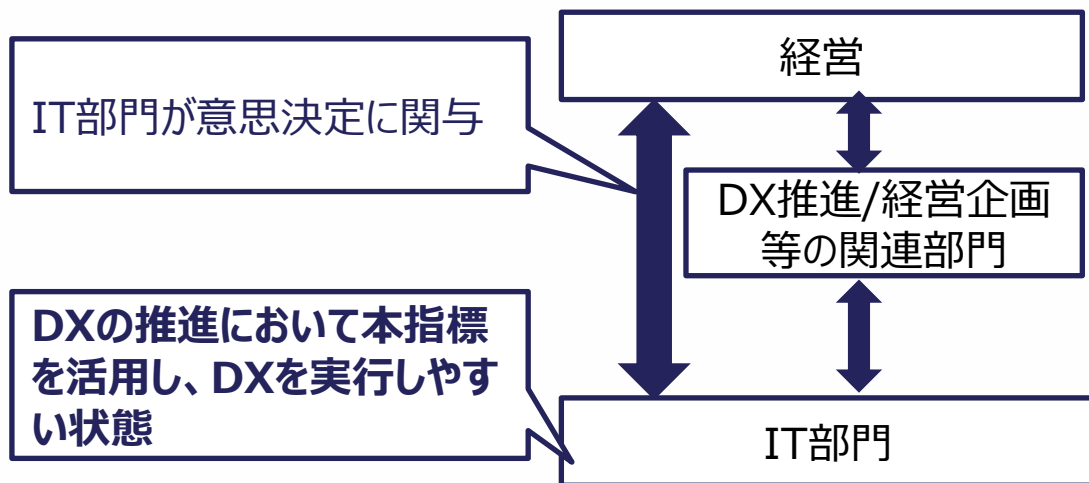 経営
IT部門が意思決定に関与
DX推進/経営企画
等の関連部門
DXの推進において本指標
を活用し、DXを実行しやす
い状態
IT部門